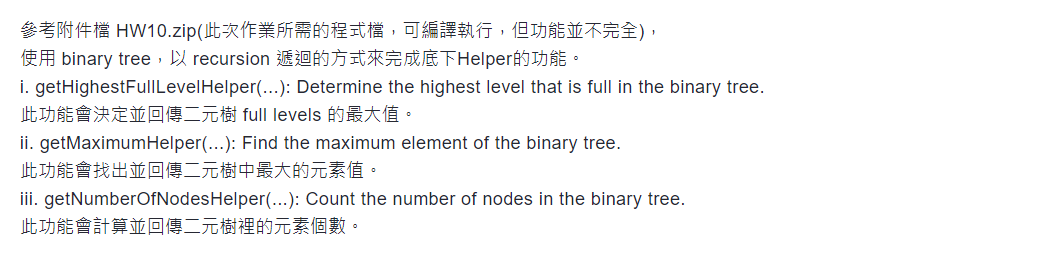 參考附件檔 HW10.zip(此次作業所需的程式檔，可編譯執行，但功能並不完全)，
使用 binary tree，以 recursion 遞迴的方式來完成底下Helper的功能。
i. getHighestFullLevelHelper(...): Determine the highest level that is full in the binary tree.
此功能會決定並回傳二元樹 full levels 的最大值。
ii. getMaximumHelper(...): Find the maximum element of the binary tree.
此功能會找出並回傳二元樹中最大的元素值。
iii. getNumberOfNodesHelper(...): Count the number of nodes in the binary tree.
此功能會計算並回傳二元樹裡的元素個數。